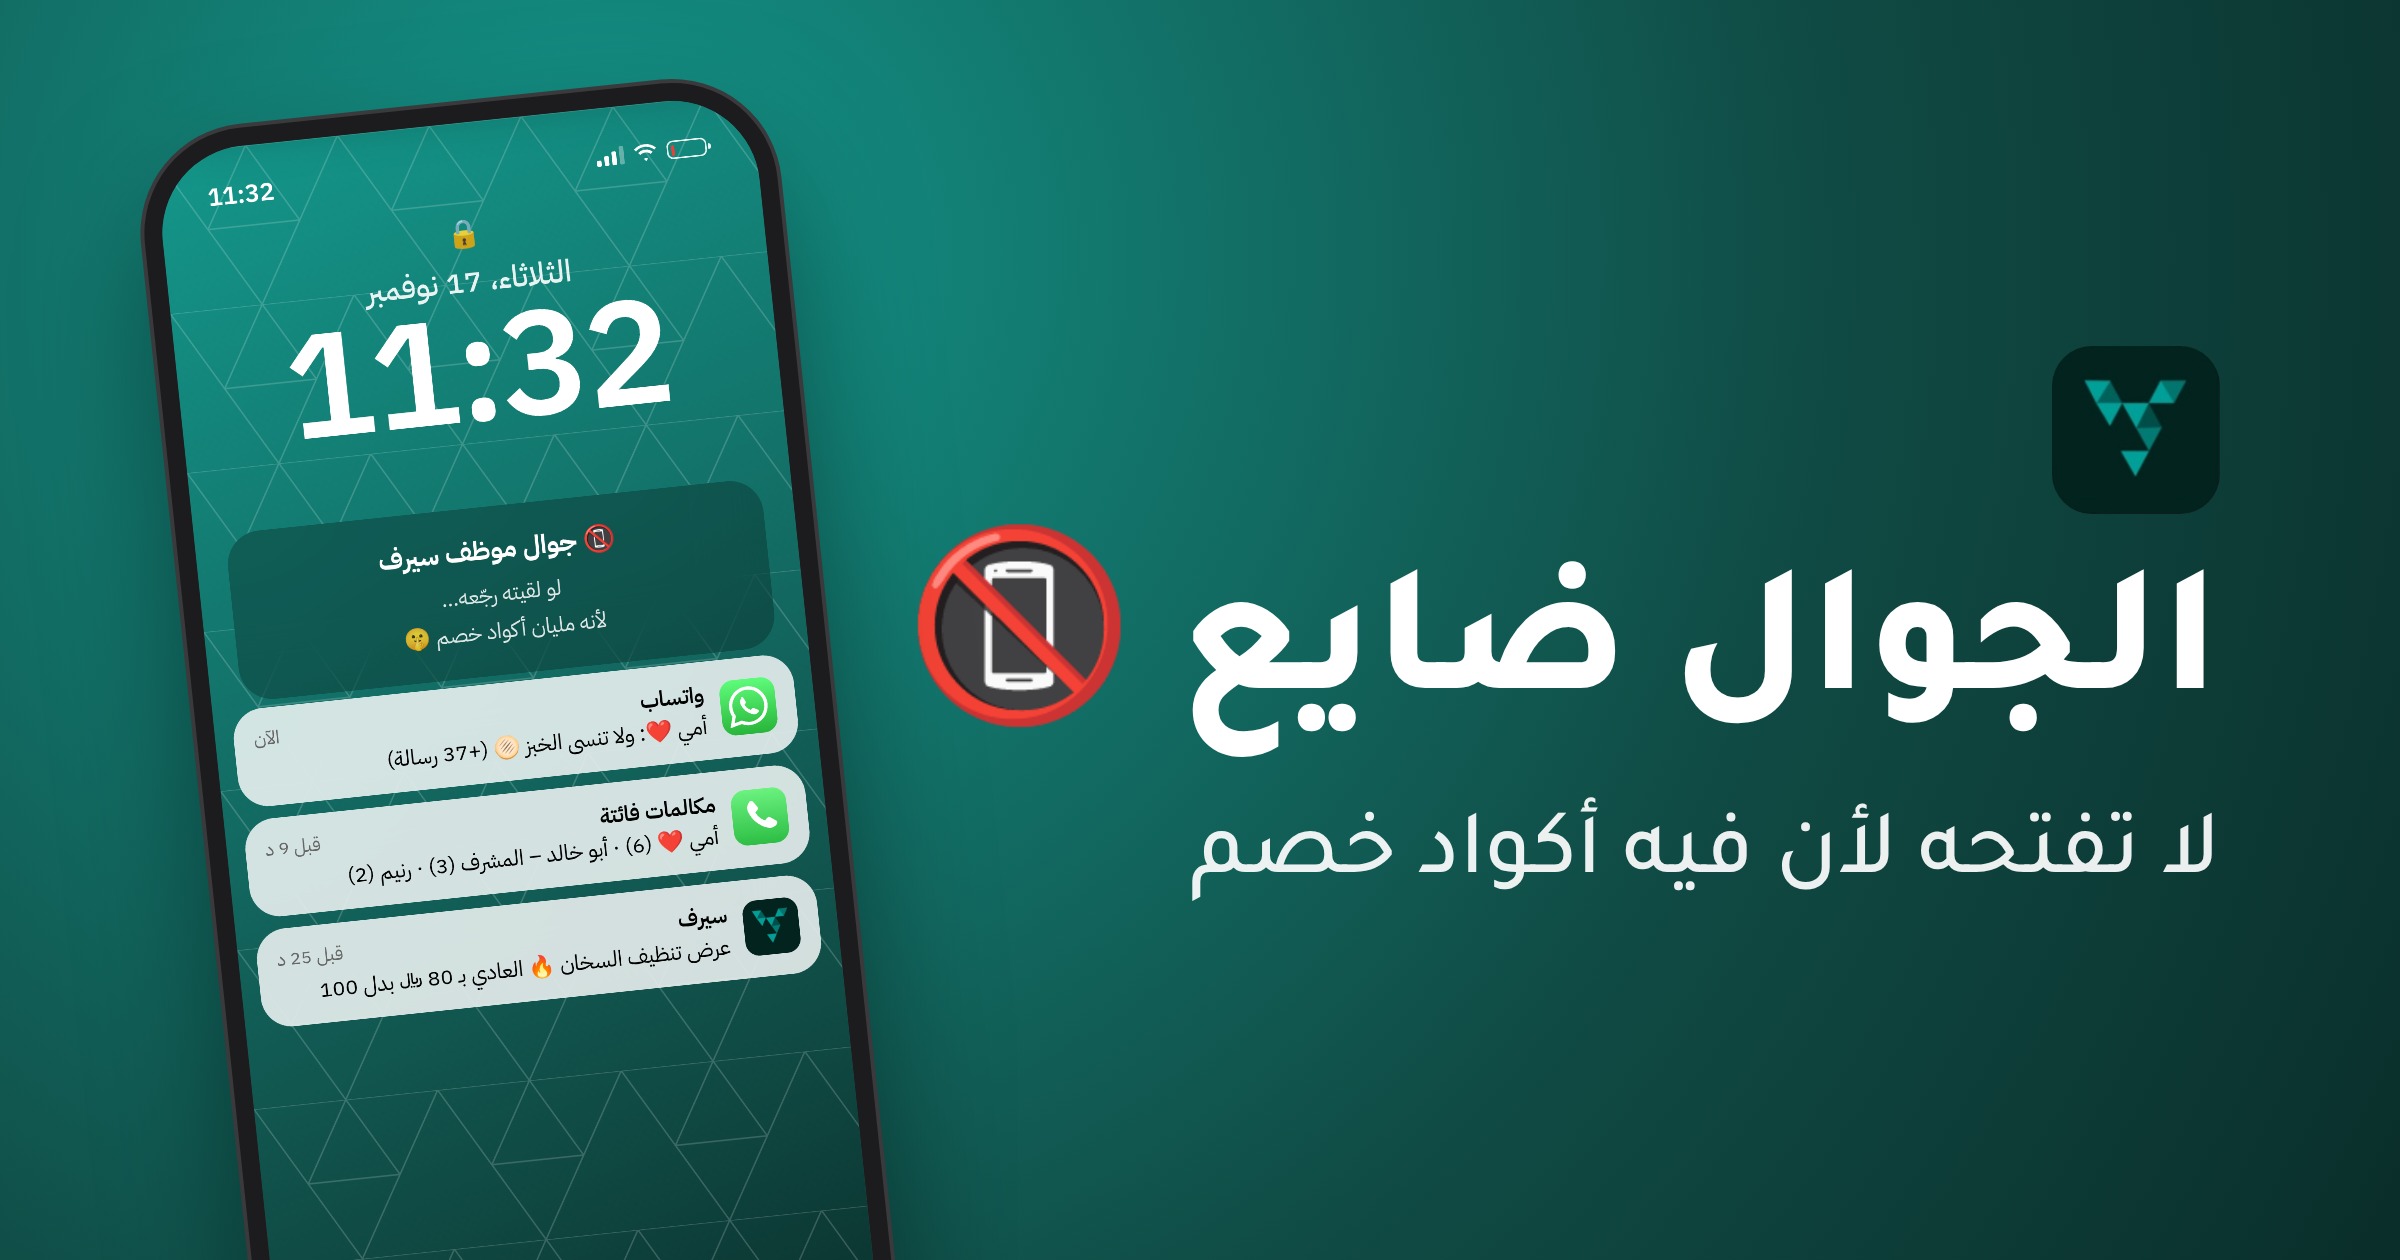 الجوال ضايع 📵
لا تفتحه لأن فيه أكواد خصم
11:32
الثلاثاء، 17 نوفمبر
11:32
📵 جوال موظف سيرف
لو لقيته رجّعه...
لأنه مليان أكواد خصم 🤫
واتساب
الآن
أمي ❤️: ولا تنسى الخبز 🫓 (+37 رسالة)
مكالمات فائتة
قبل 9 د
أمي ❤️ (6) · أبو خالد – المشرف (3) · رنيم (2)
سيرف
قبل 25 د
عرض تنظيف السخان 🔥 العادي بـ 80 ﷼ بدل 100